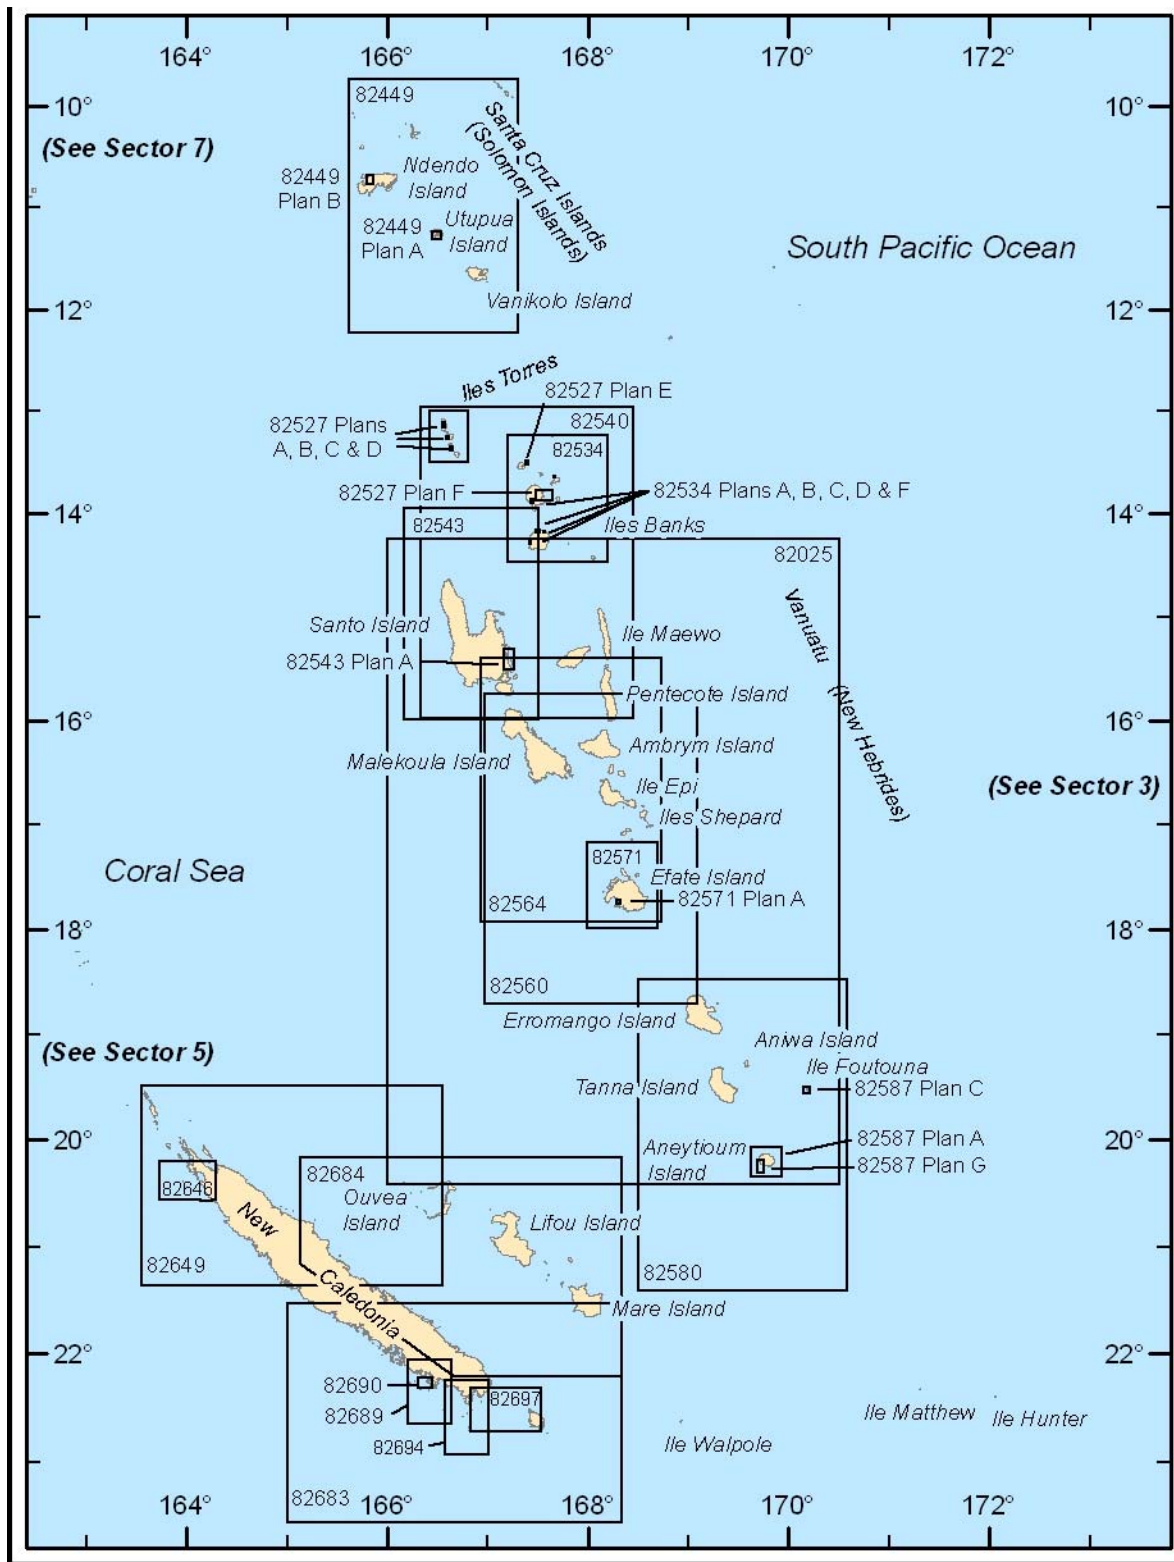 164° 166° 168° 170° 172°
10° 10°
82449
(See Sector 7)
Santa Cruz Islands
(Solomon Islands)
Ndendo
Island
82449
Plan B
Utupua
Island
82449
Plan A
South Pacific Ocean
Vanikolo Island
12° 12°
Iles Torres
82527 Plan E
82527 Plans
A, B, C & D
82540
82534
82527 Plan F
82534 Plans A, B, C, D & F
14° 14°
82543
Iles Banks
82025
Santo Island
Ile Maewo
Vanuatu (New Hebrides)
82543 Plan A
Pentecote Island
16° 16°
Ambrym Island
Malekoula Island
Ile Epi
(See Sector 3)
Iles Shepard
82571
Coral Sea
Efate Island
82571 Plan A
82564
18° 18°
82560
Erromango Island
Aniwa Island
(See Sector 5)
Ile Foutouna
Tanna Island
82587 Plan C
20° 20°
82587 Plan A
Aneytioum
Island
82587 Plan G
82684
82646
Ouvea
Island
New
Caledonia
Lifou Island
82649
82580
Mare Island
22° 22°
82690
82689
82697
82694
Ile Matthew
Ile Hunter
Ile Walpole
82683
164° 166° 168° 170° 172°